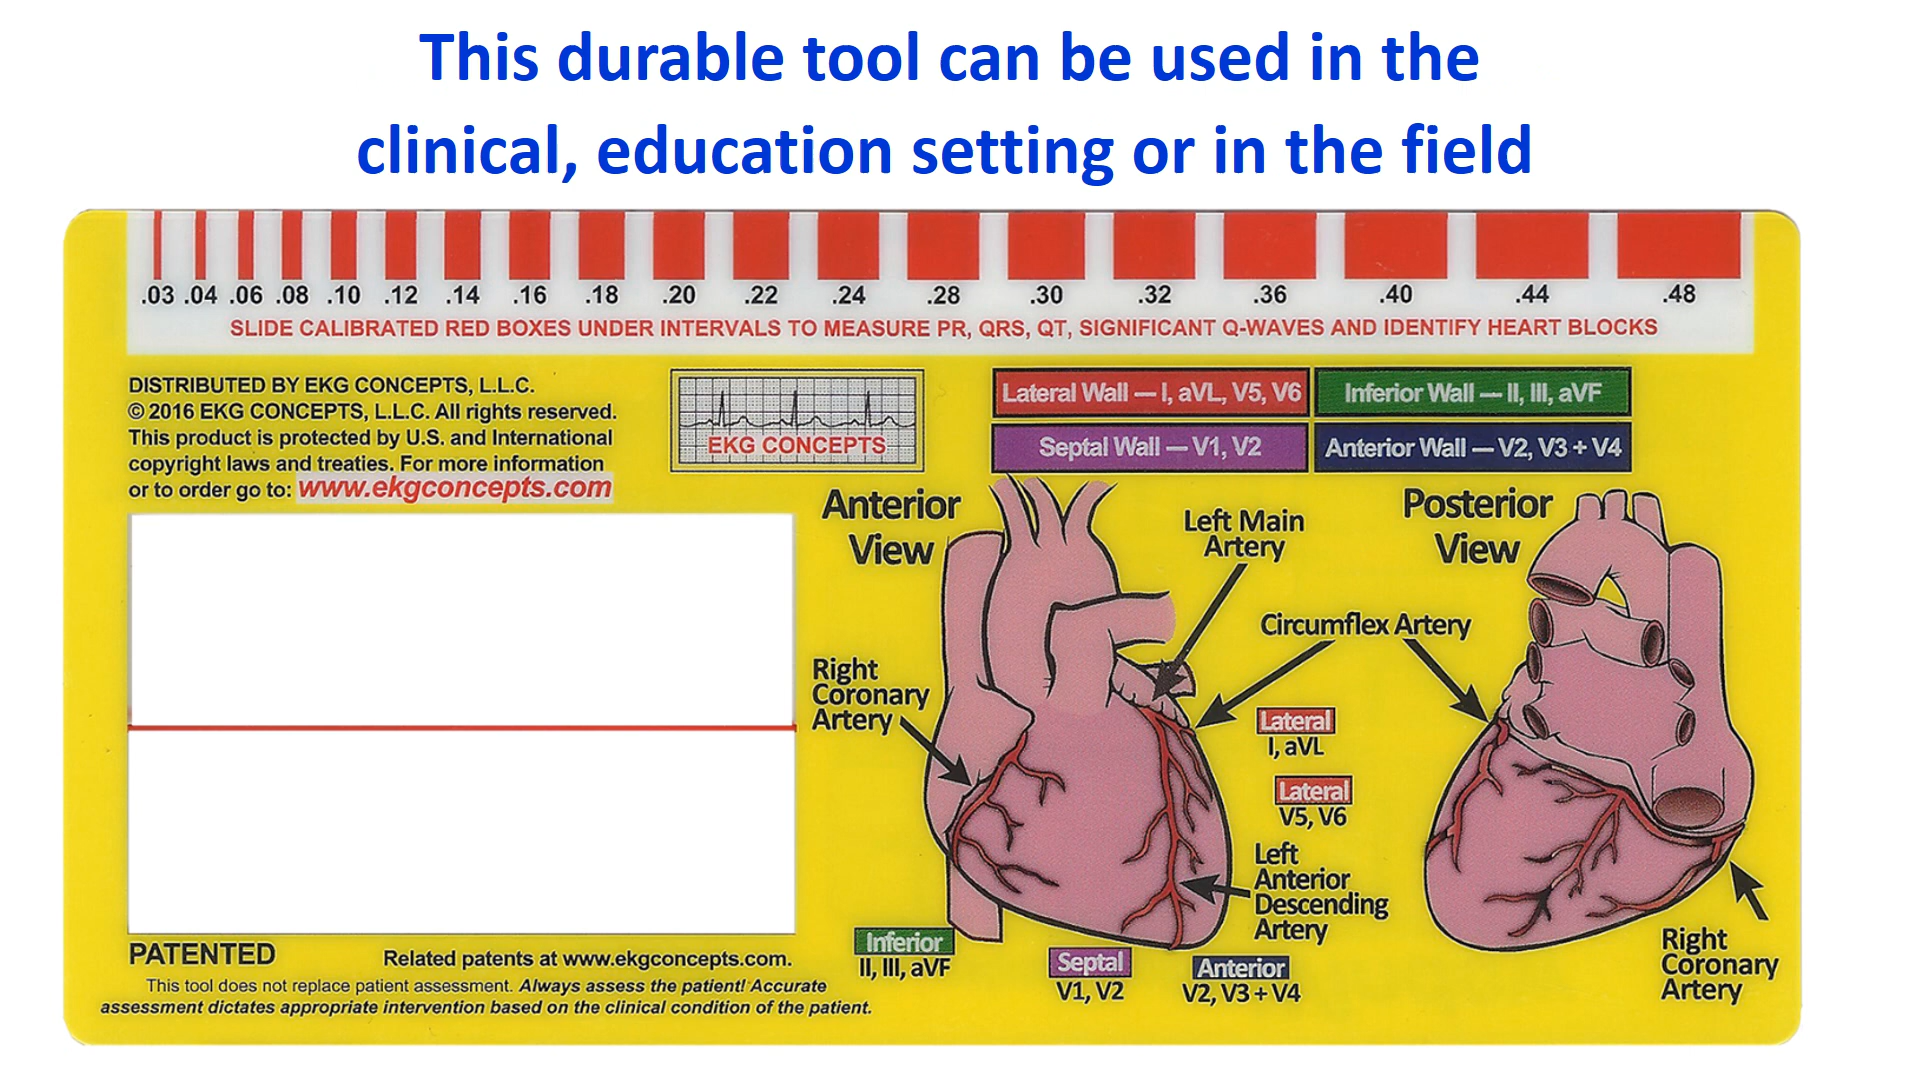 This durable tool can be used in the
clinical, education setting or in the field
.03 .04 .06 .08 .10 .12 .14 .16 .18 .20 .22 .24 .28 .30 .32 .36 .40 .44 .48
SLIDE CALIBRATED RED BOXES UNDER INTERVALS TO MEASURE PR, QRS, QT, SIGNIFICANT Q-WAVES AND IDENTIFY HEART BLOCKS
DISTRIBUTED BY EKG CONCEPTS, L.L.C.
© 2016 EKG CONCEPTS, L.L.C. All rights reserved.
This product is protected by U.S. and International
copyright laws and treaties. For more information
or to order go to: www.ekgconcepts.com
EKG CONCEPTS
Lateral Wall — I, aVL, V5, V6
Inferior Wall — II, III, aVF
Septal Wall — V1, V2
Anterior Wall — V2, V3 + V4
Anterior
View
Left Main
Artery
Posterior
View
Circumflex Artery
Right
Coronary
Artery
Lateral
I, aVL
Lateral
V5, V6
Left
Anterior
Descending
Artery
Inferior
II, III, aVF
Septal
V1, V2
Anterior
V2, V3 + V4
Right
Coronary
Artery
PATENTED
Related patents at www.ekgconcepts.com.
This tool does not replace patient assessment. Always assess the patient! Accurate
assessment dictates appropriate intervention based on the clinical condition of the patient.